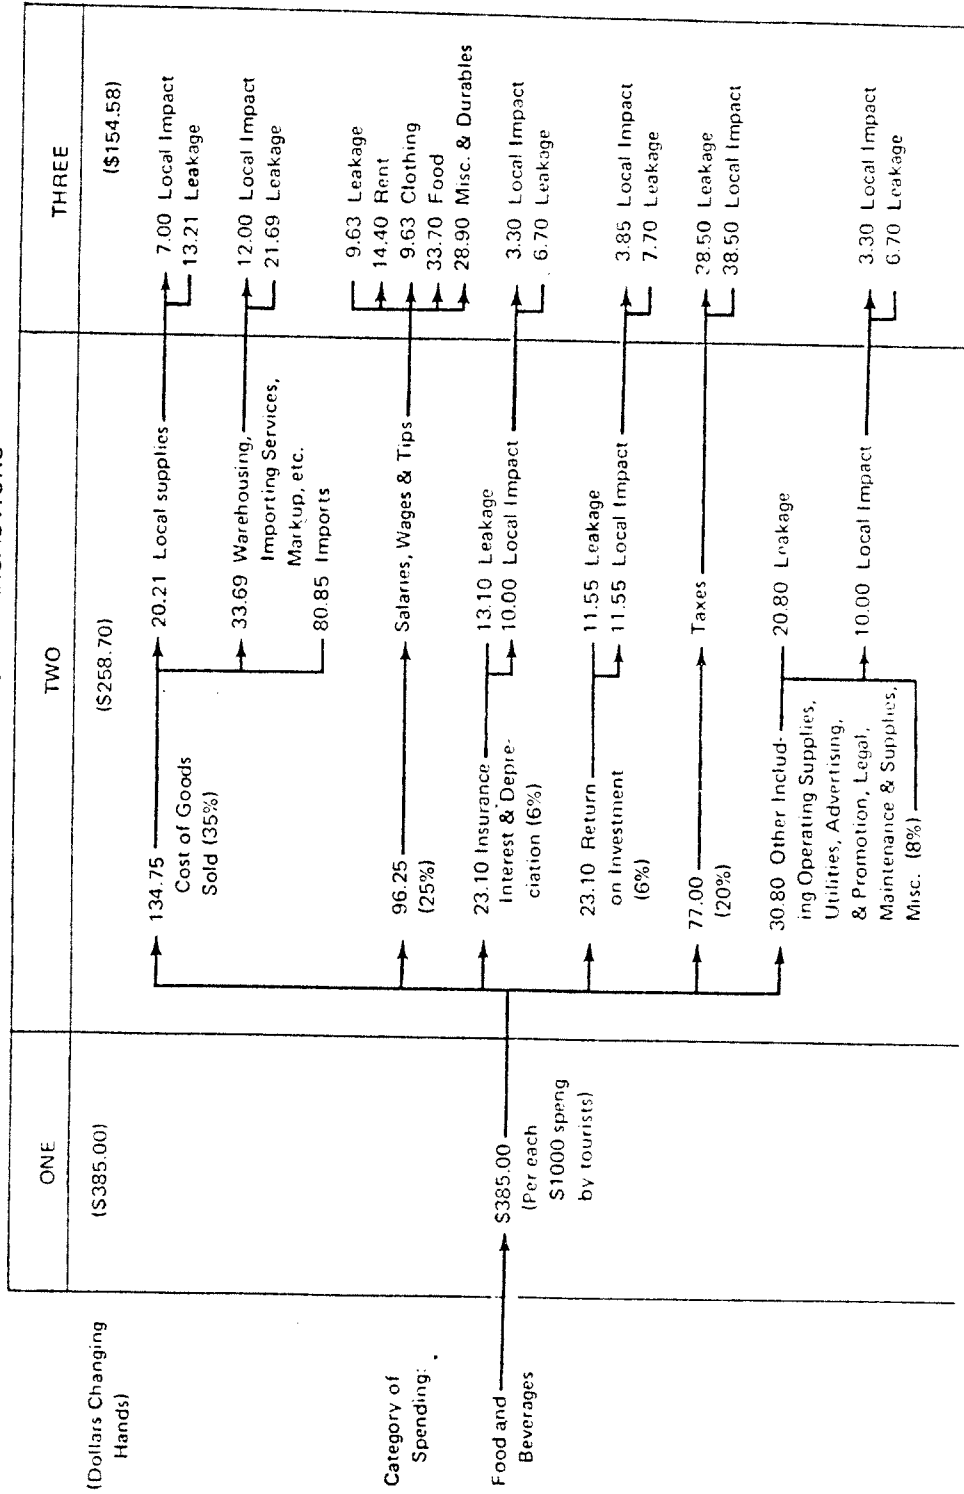 ONE
TWO
THREE
(Dollars Changing
Hands)
($385.00)
($258.70)
($154.58)
Category of
Spending:
Food and
Beverages
$385.00
(Per each
$1000 speng
by tourists)
134.75
Cost of Goods
Sold (35%)
20.21 Local supplies
33.69 Warehousing,
Importing Services,
Markup, etc.
80.85 Imports
7.00 Local Impact
13.21 Leakage
12.00 Local Impact
21.69 Leakage
96.25
(25%)
Salaries, Wages & Tips
9.63 Leakage
14.40 Rent
9.63 Clothing
33.70 Food
28.90 Misc. & Durables
23.10 Insurance
Interest & Depre-
ciation (6%)
13.10 Leakage
10.00 Local Impact
3.30 Local Impact
6.70 Leakage
23.10 Return
on Investment
(6%)
11.55 Leakage
11.55 Local Impact
3.85 Local Impact
7.70 Leakage
77.00
(20%)
Taxes
28.50 Leakage
38.50 Local Impact
30.80 Other Includ-
ing Operating Supplies,
Utilities, Advertising,
& Promotion, Legal,
Maintenance & Supplies,
Misc. (8%)
20.80 Leakage
10.00 Local Impact
3.30 Local Impact
6.70 Leakage